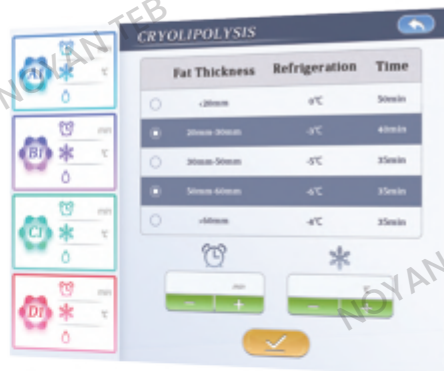 NOYAN TEB
CRYOLIPOLYSIS
Fat Thickness Refrigeration Time
<20mm 0℃ 50min
20mm-30mm -3℃ 40min
30mm-50mm -5℃ 35min
50mm-60mm -6℃ 35min
<60mm -8℃ 35min
A1
℃
B1
min
℃
C1
min
℃
D1
min
℃
min
- + - +
NOYAN